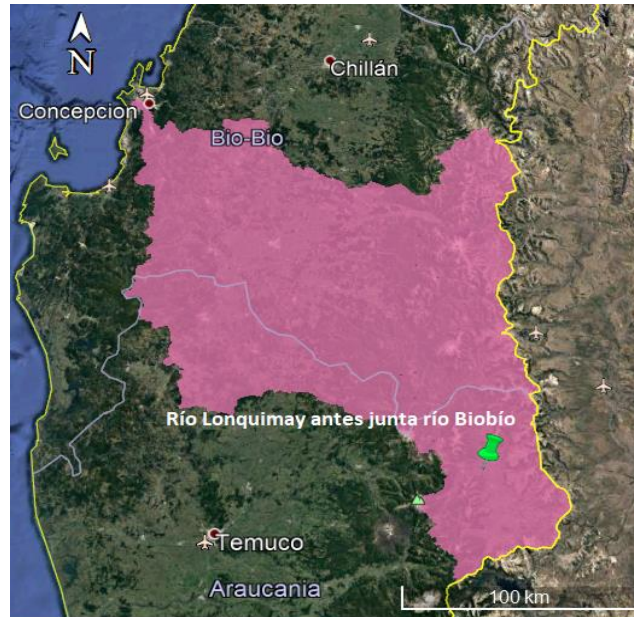 N
Chillán
Concepcion
Bio-Bio
Río Lonquimay antes junta río Biobío
Temuco
Araucania
100 km